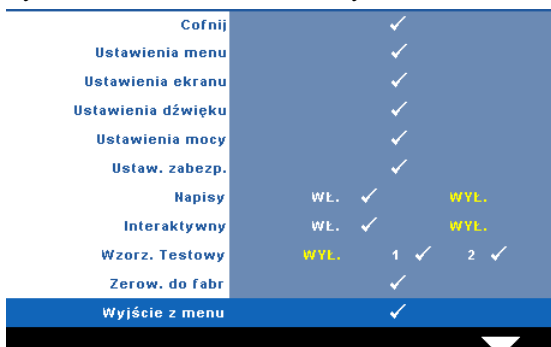 Cofnij ✓
Ustawienia menu ✓
Ustawienia ekranu ✓
Ustawienia dźwięku ✓
Ustawienia mocy ✓
Ustaw. zabezp. ✓
Napisy WŁ. ✓ WYŁ.
Interaktywny WŁ. ✓ WYŁ.
Wzorz. Testowy WYŁ. 1 ✓ 2 ✓
Zerow. do fabr ✓
Wyjście z menu ✓